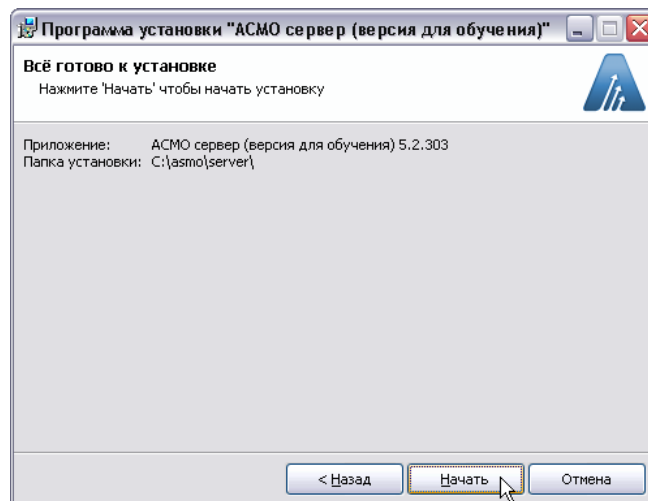 Программа установки "АСМО сервер (версия для обучения)"
Всё готово к установке
Нажмите 'Начать' чтобы начать установку
Приложение: АСМО сервер (версия для обучения) 5.2.303
Папка установки: C:\asmo\server\
< Назад Начать Отмена